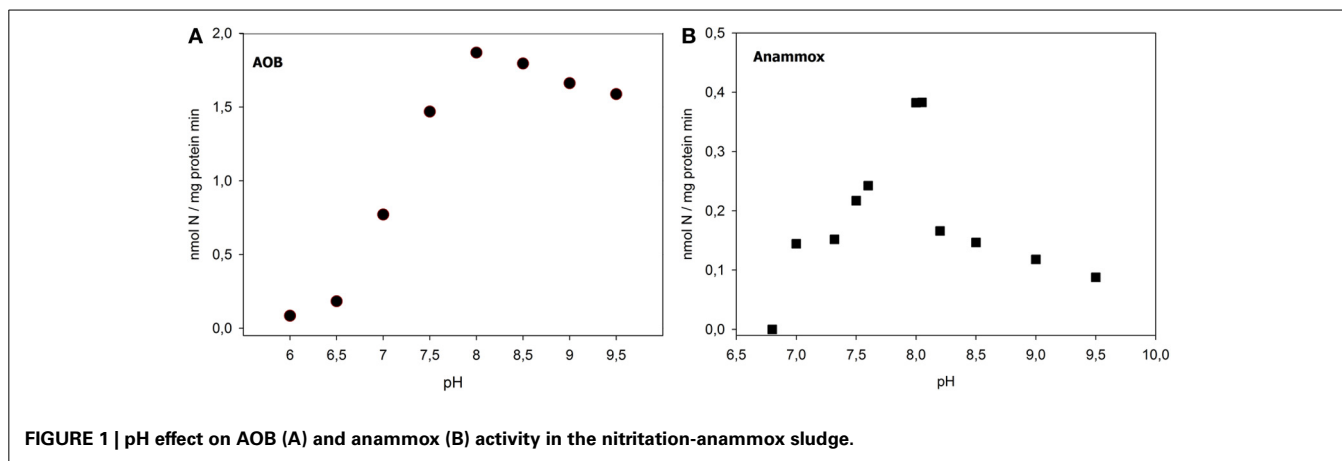 A
AOB
nmol N / mg protein min
2,0
1,5
1,0
0,5
0,0
6 6,5 7 7,5 8 8,5 9 9,5
pH
B
Anammox
nmol N / mg protein min
0,5
0,4
0,3
0,2
0,1
0,0
6,5 7,0 7,5 8,0 8,5 9,0 9,5 10,0
pH
FIGURE 1 | pH effect on AOB (A) and anammox (B) activity in the nitritation-anammox sludge.